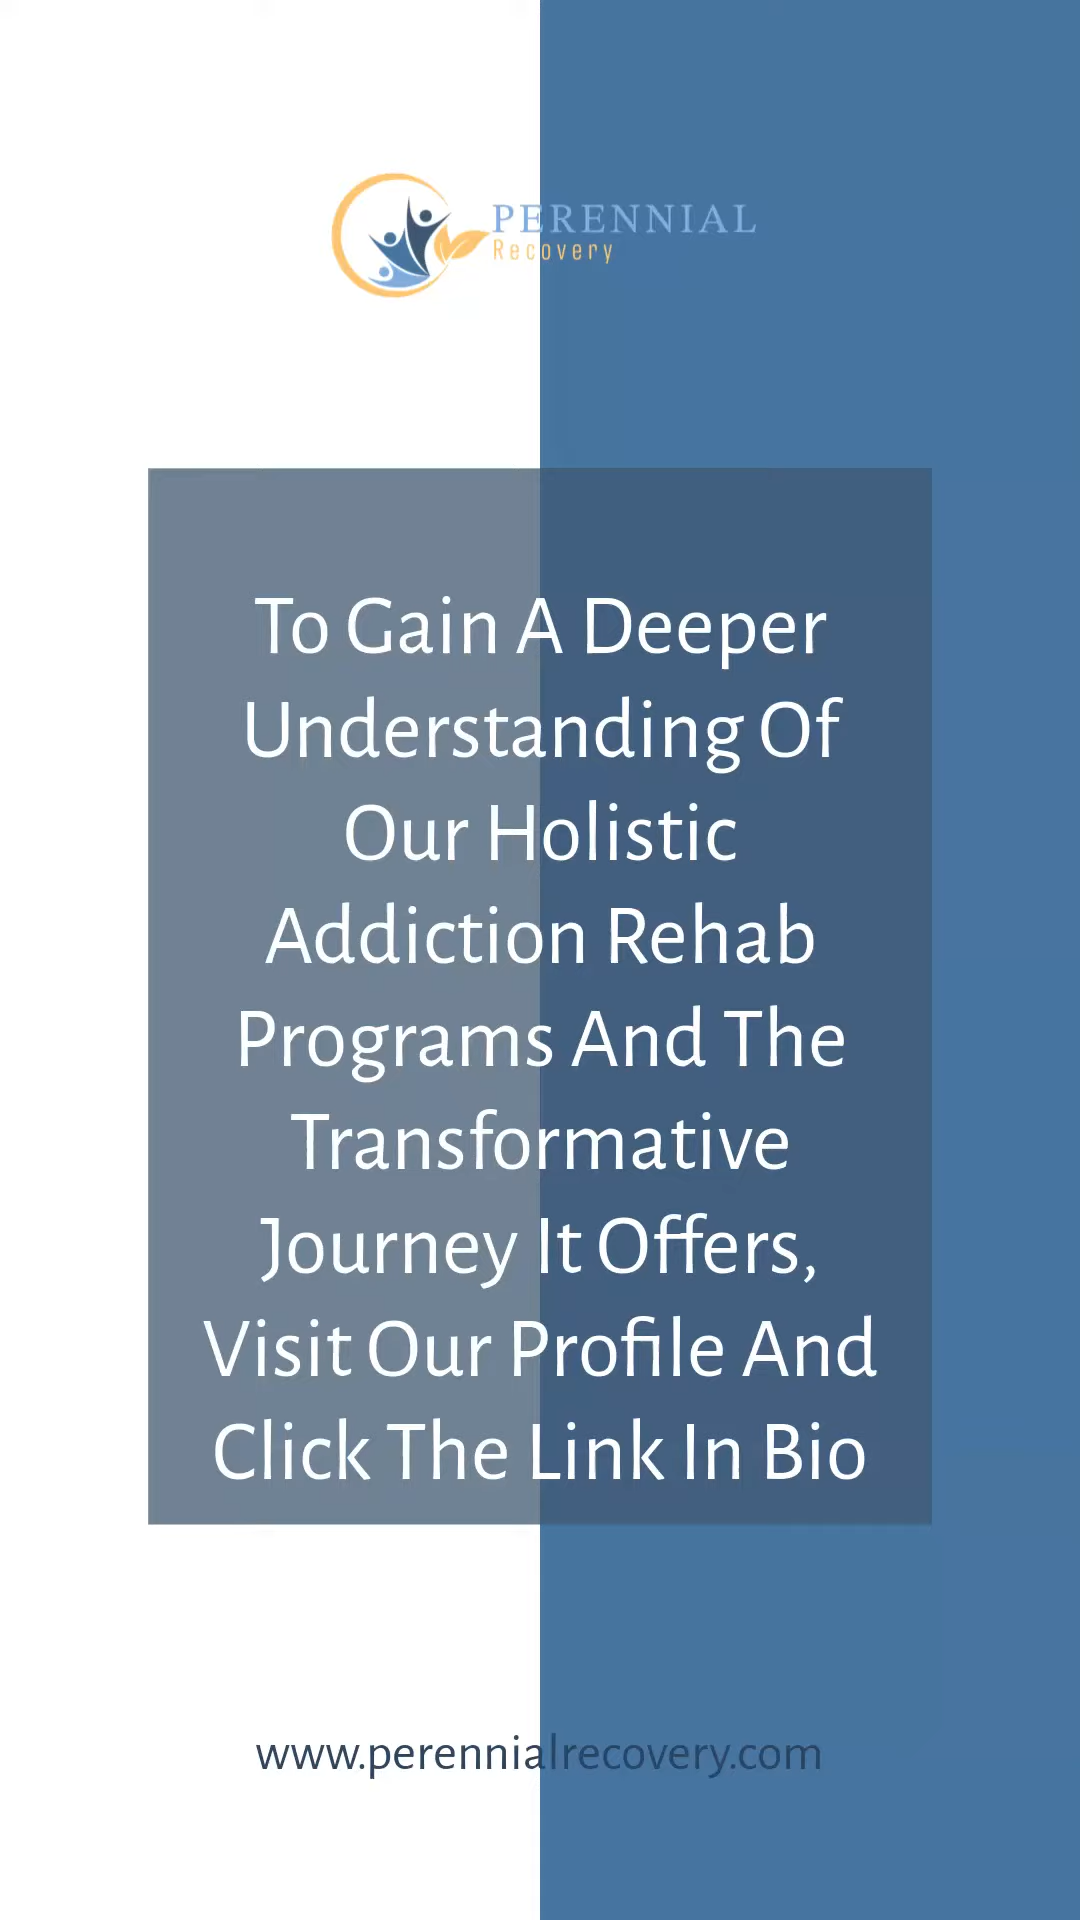 PERENNIAL
Recovery
To Gain A Deeper
Understanding Of
Our Holistic
Addiction Rehab
Programs And The
Transformative
Journey It Offers,
Visit Our Profile And
Click The Link In Bio
www.perennialrecovery.com